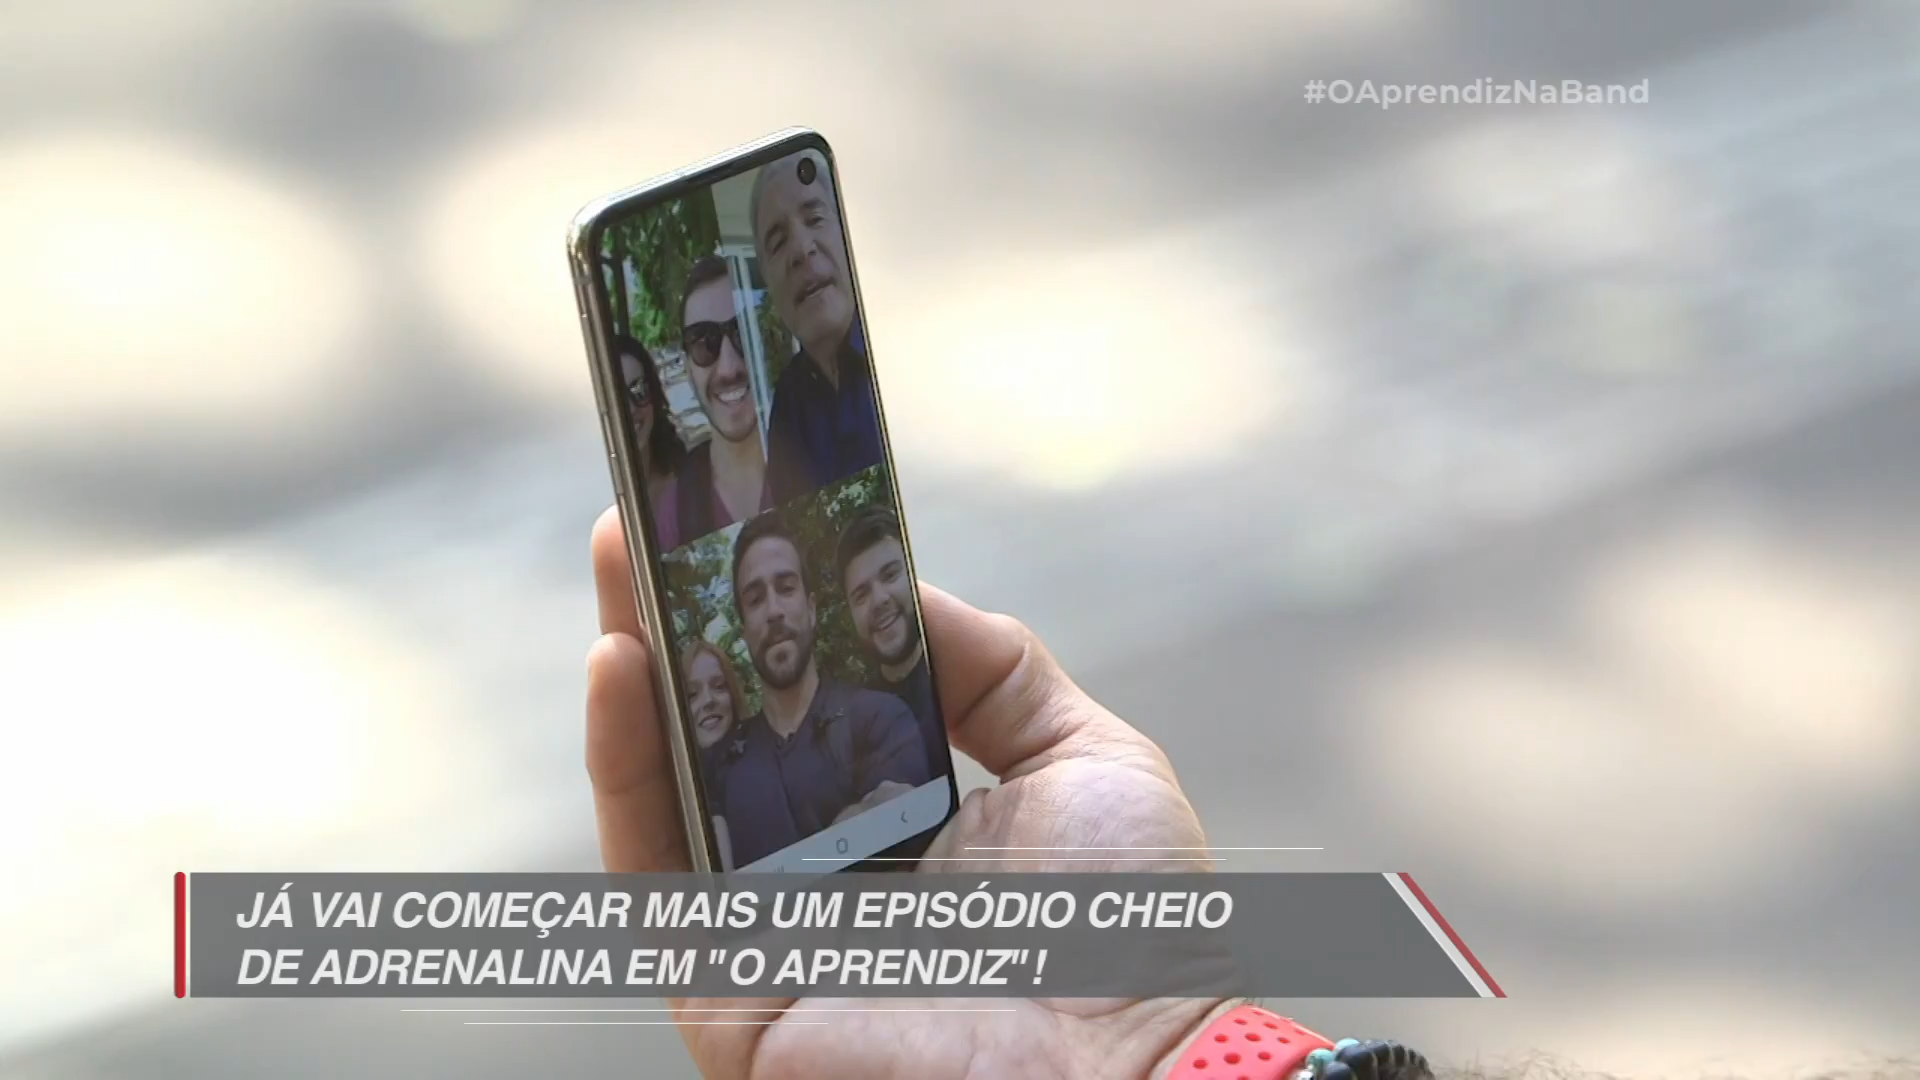 #OAprendizNaBand
JÁ VAI COMEÇAR MAIS UM EPISÓDIO CHEIO
DE ADRENALINA EM "O APRENDIZ"!